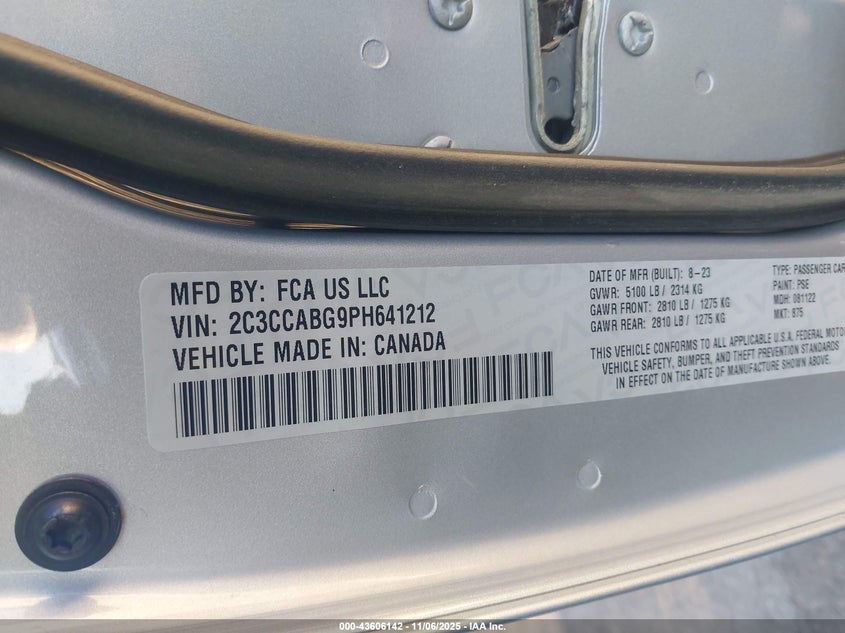 MFD BY: FCA US LLC
VIN: 2C3CCABG9PH641212
VEHICLE MADE IN: CANADA
DATE OF MFR (BUILT): 8-23
GVWR: 5100 LB / 2314 KG
GAWR FRONT: 2810 LB / 1275 KG
GAWR REAR: 2810 LB / 1275 KG
TYPE: PASSENGER CAR
PAINT: PSE
MDH: 081122
MKT: 875
THIS VEHICLE CONFORMS TO ALL APPLICABLE U.S.A. FEDERAL MOTOR
VEHICLE SAFETY, BUMPER, AND THEFT PREVENTION STANDARDS
IN EFFECT ON THE DATE OF MANUFACTURE SHOWN ABOVE.
000-43606142 - 11/06/2025 - IAA Inc.